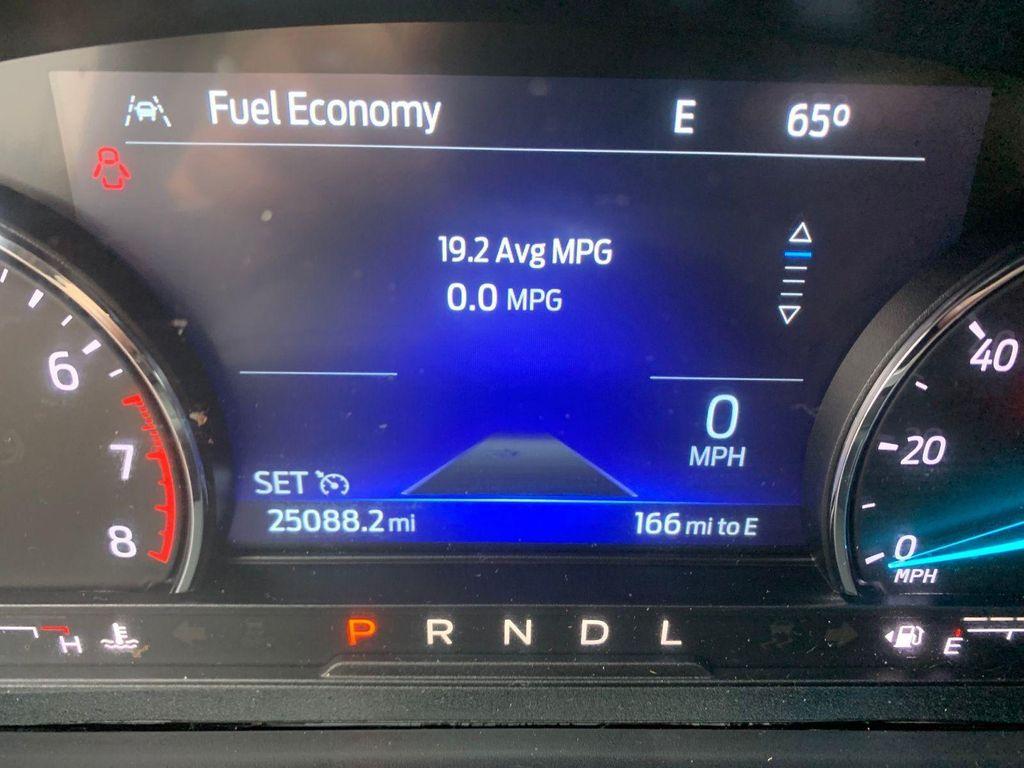 Fuel Economy E 65º
19.2 Avg MPG
0.0 MPG
6
7
8
40
20
0
MPH
0
MPH
SET
25088.2 mi 166 mi to E
H P R N D L E